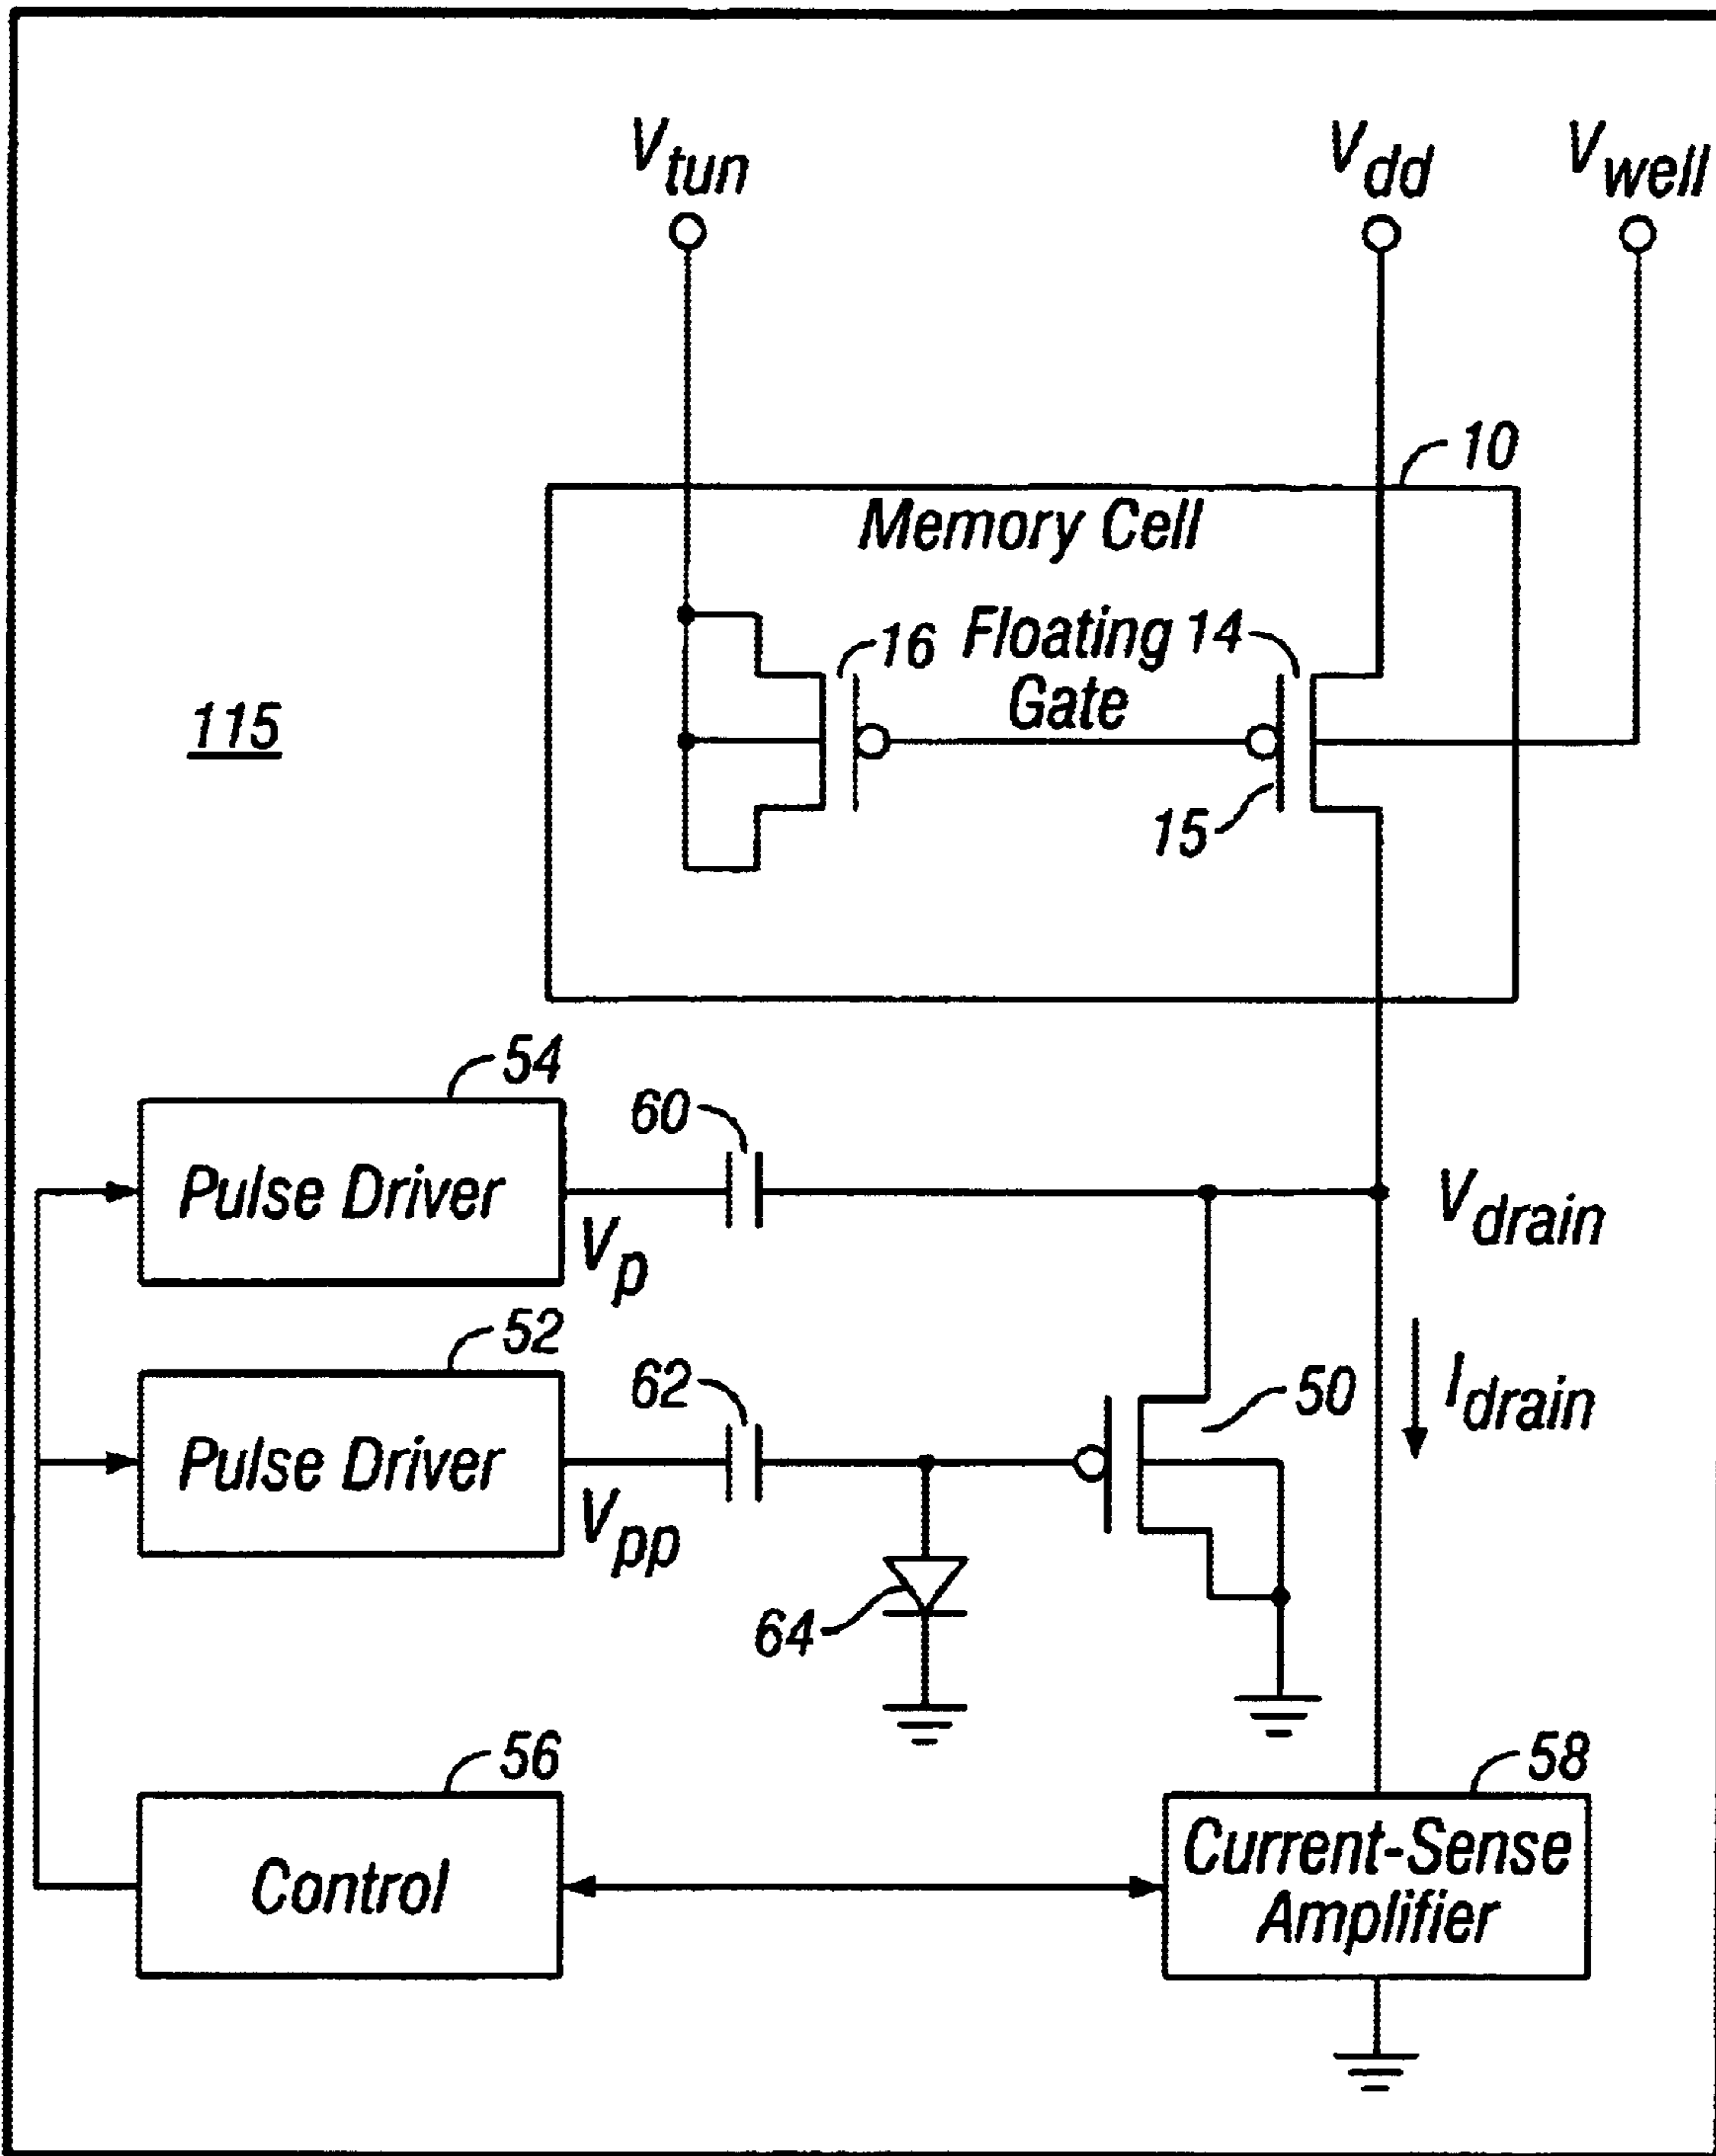 Vtun
Vdd
Vwell
10
Memory Cell
16
Floating
Gate
14
15
115
54
Pulse Driver
Vp
60
Vdrain
52
Pulse Driver
Vpp
62
50
Idrain
64
56
Control
58
Current-Sense
Amplifier